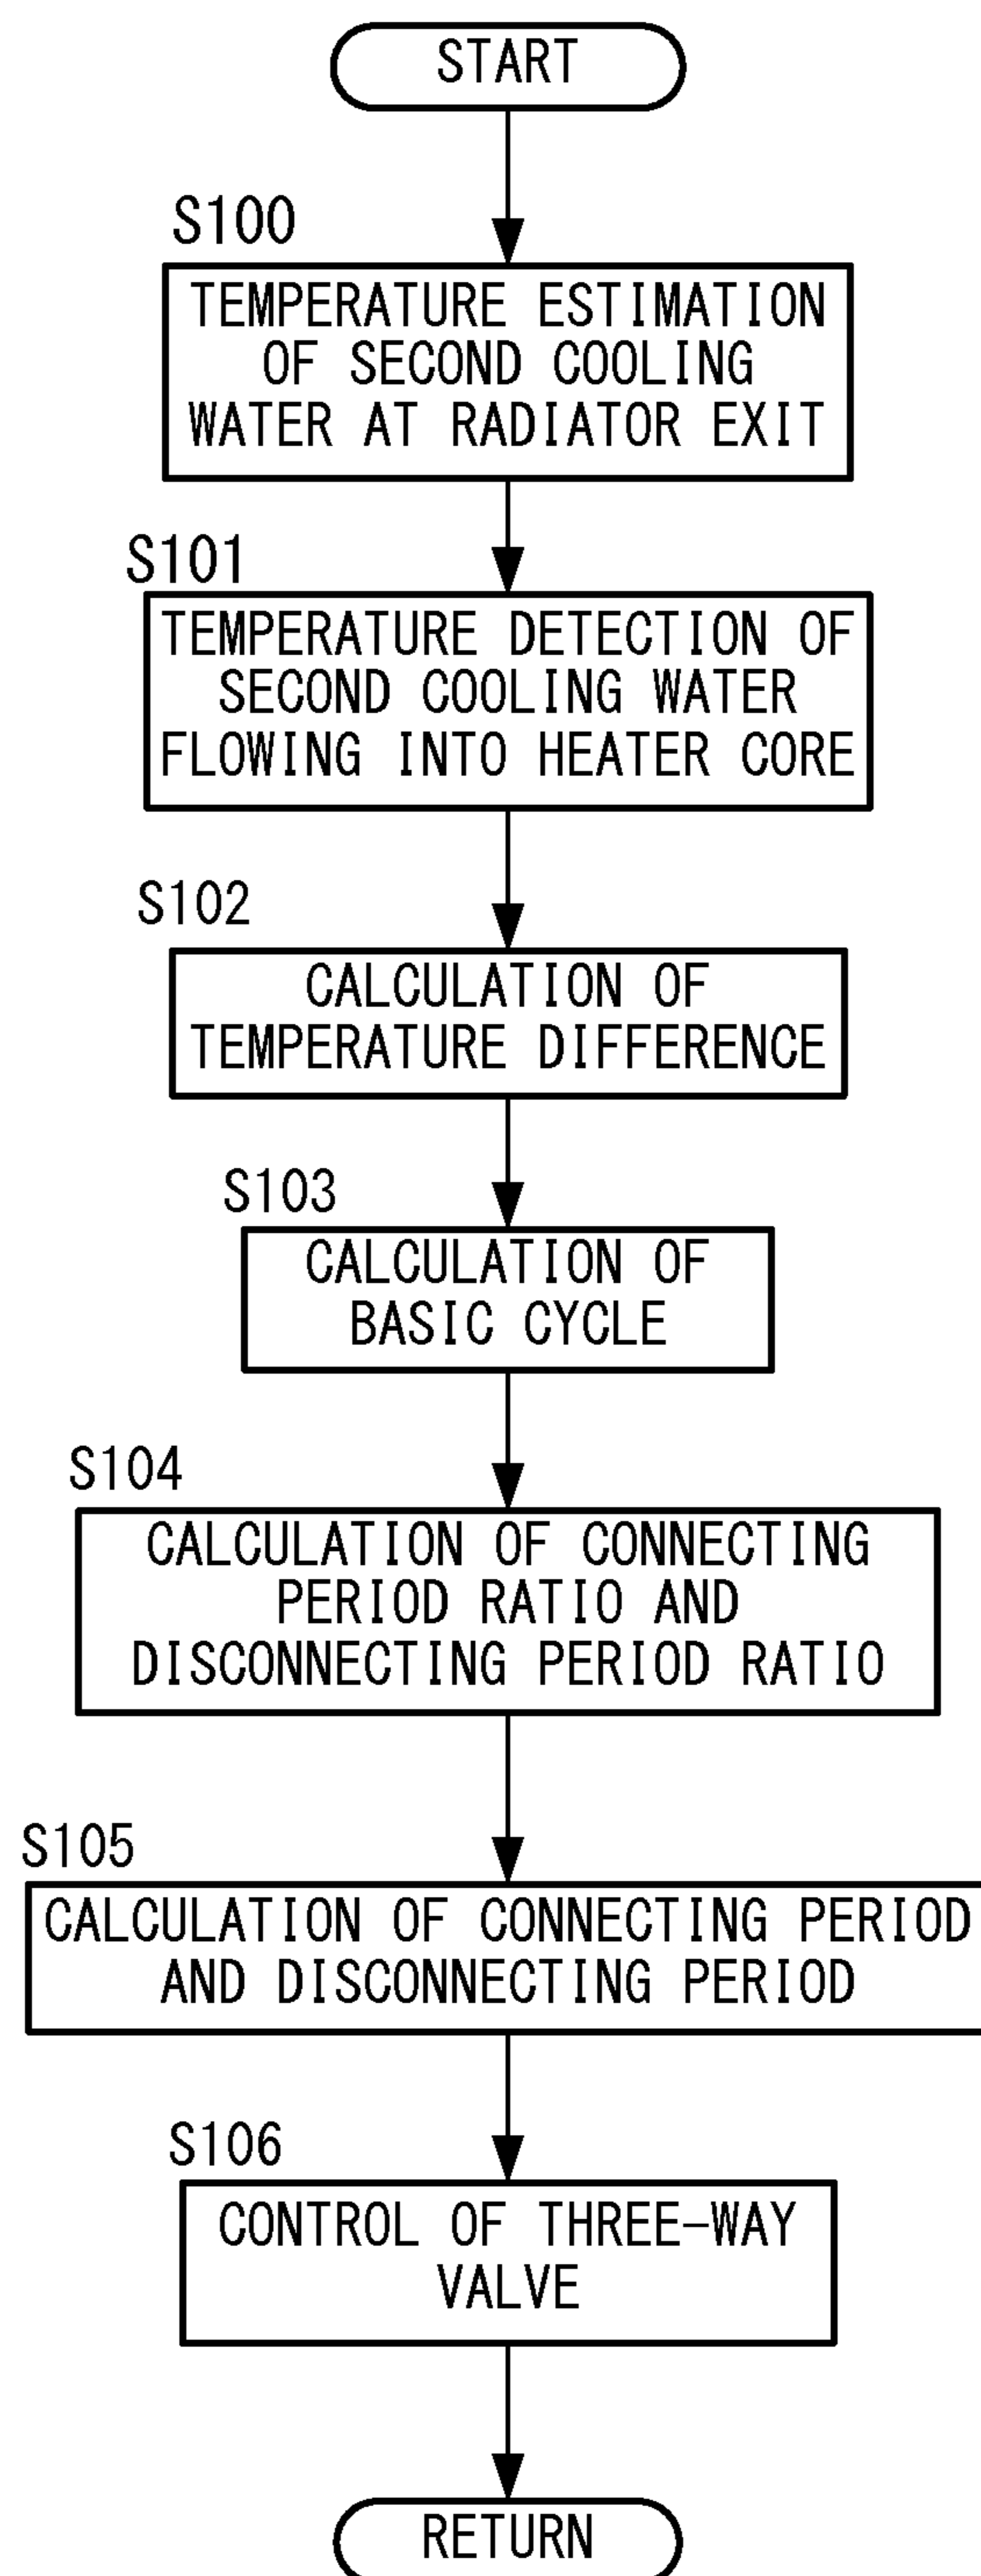 START
S100
TEMPERATURE ESTIMATION
OF SECOND COOLING
WATER AT RADIATOR EXIT
S101
TEMPERATURE DETECTION OF
SECOND COOLING WATER
FLOWING INTO HEATER CORE
S102
CALCULATION OF
TEMPERATURE DIFFERENCE
S103
CALCULATION OF
BASIC CYCLE
S104
CALCULATION OF CONNECTING
PERIOD RATIO AND
DISCONNECTING PERIOD RATIO
S105
CALCULATION OF CONNECTING PERIOD
AND DISCONNECTING PERIOD
S106
CONTROL OF THREE-WAY
VALVE
RETURN